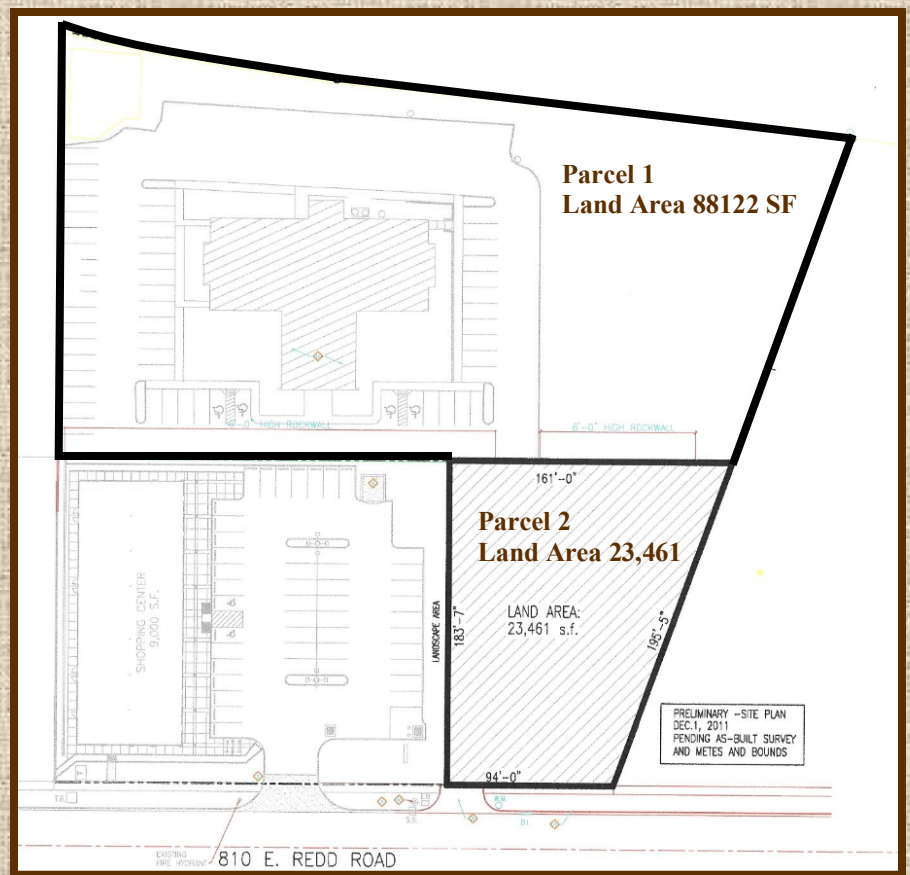 Parcel 1
Land Area 88122 SF
6'-0" HIGH ROCKWALL
6'-0" HIGH ROCKWALL
161'-0"
Parcel 2
Land Area 23,461
SHOPPING CENTER
9,000 S.F.
LANDSCAPE AREA
183'-7"
LAND AREA:
23,461 s.f.
195'-5"
PRELIMINARY -SITE PLAN
DEC.1, 2011
PENDING AS-BUILT SURVEY
AND METES AND BOUNDS
94'-0"
W.M.
D.I
EXISTING
FIRE HYDRANT
810 E. REDD ROAD